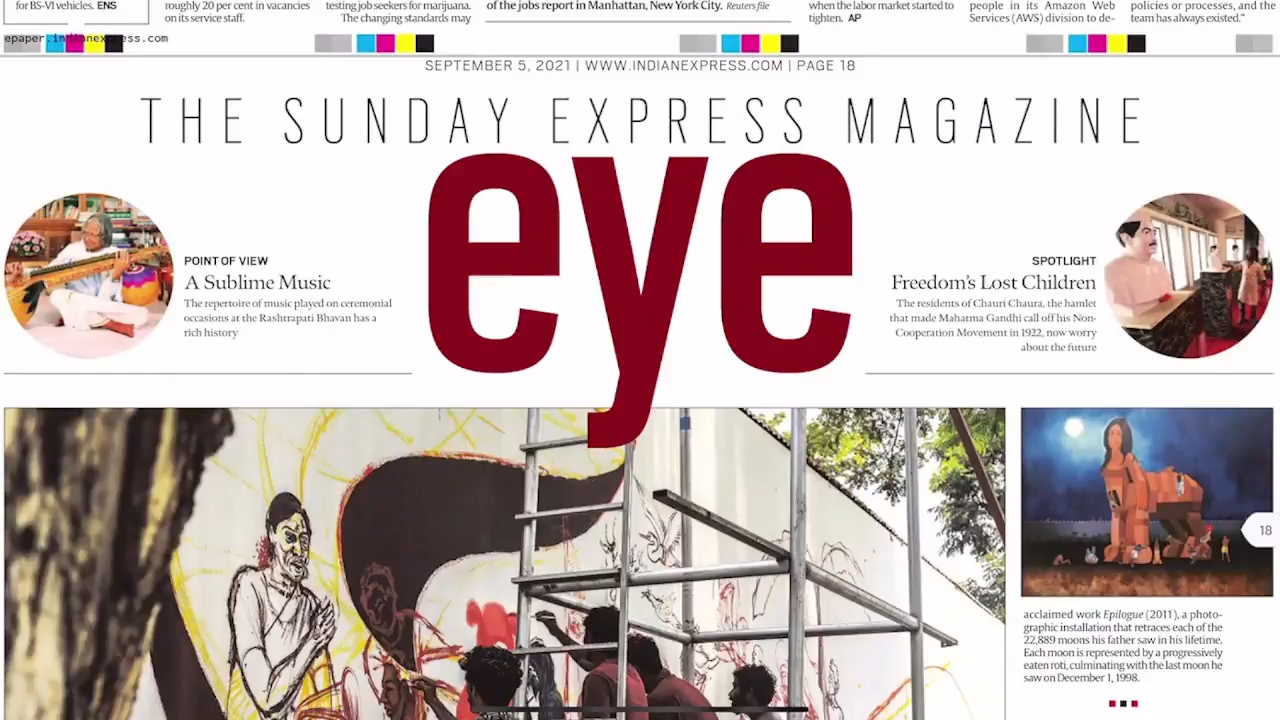 for BS-VI vehicles. ENS
roughly 20 per cent in vacancies
on its service staff.
testing job seekers for marijuana.
The changing standards may
of the jobs report in Manhattan, New York City. Reuters file
when the labor market started to
tighten. AP
people in its Amazon Web
Services (AWS) division to de-
policies or processes, and the
team has always existed."
epaper.indianexpress.com
SEPTEMBER 5, 2021 | WWW.INDIANEXPRESS.COM | PAGE 18
THE SUNDAY EXPRESS MAGAZINE
eye
POINT OF VIEW
A Sublime Music
The repertoire of music played on ceremonial
occasions at the Rashtrapati Bhavan has a
rich history
SPOTLIGHT
Freedom's Lost Children
The residents of Chauri Chaura, the hamlet
that made Mahatma Gandhi call off his Non-
Cooperation Movement in 1922, now worry
about the future
18
acclaimed work Epilogue (2011), a photo-
graphic installation that retraces each of the
22,889 moons his father saw in his lifetime.
Each moon is represented by a progressively
eaten roti, culminating with the last moon he
saw on December 1, 1998.